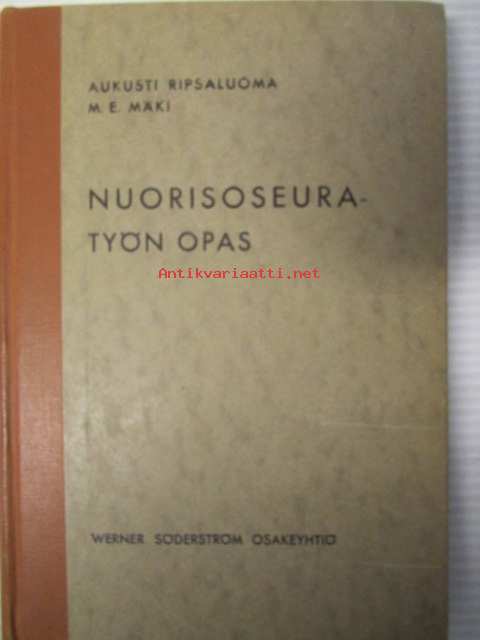 AUKUSTI RIPSALUOMA
M. E. MÄKI
NUORISOSEURA-
TYÖN OPAS
Antikvariaatti.net
WERNER SÖDERSTRÖM OSAKEYHTIÖ